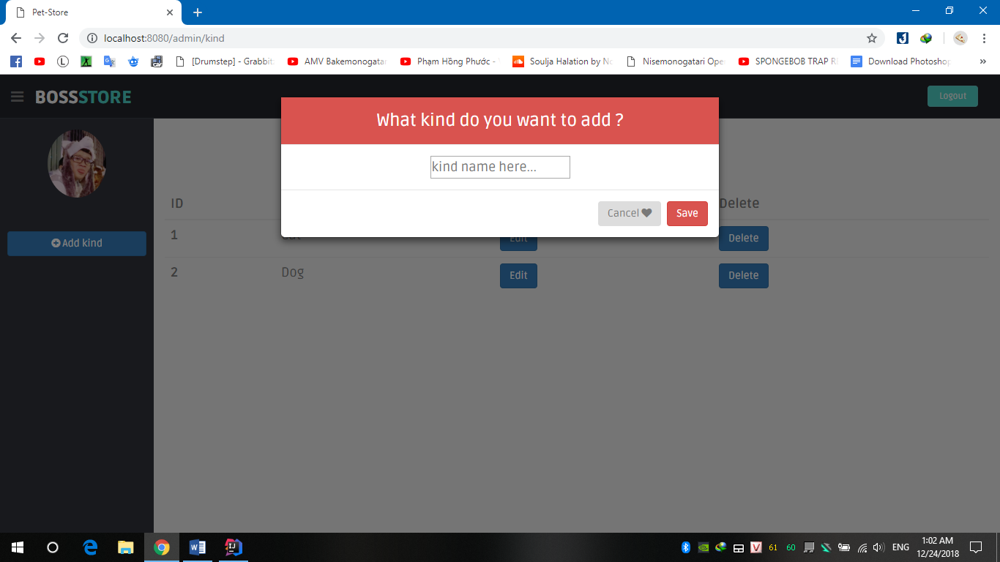 Pet-Store
localhost:8080/admin/kind
[Drumstep] - Grabbit AMV Bakemonogatar Phạm Hồng Phước - Soulja Halation by No Nisemonogatari Ope SPONGEBOB TRAP RE Download Photoshop »
BOSSSTORE
Logout
What kind do you want to add ?
kind name here...
Cancel Save
ID Delete
Add kind
1 Cat Edit Delete
2 Dog Edit Delete
61 60 ENG
1:02 AM
12/24/2018